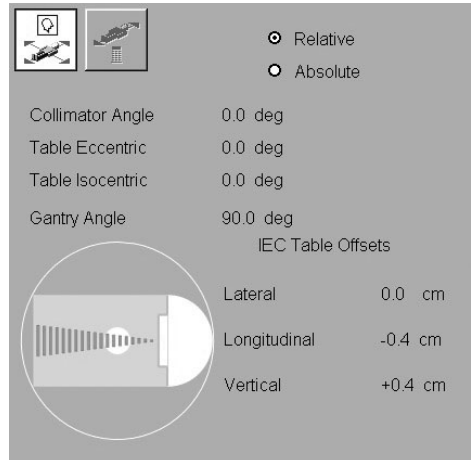 Relative
Absolute
Collimator Angle 0.0 deg
Table Eccentric 0.0 deg
Table Isocentric 0.0 deg
Gantry Angle 90.0 deg
IEC Table Offsets
Lateral 0.0 cm
Longitudinal -0.4 cm
Vertical +0.4 cm